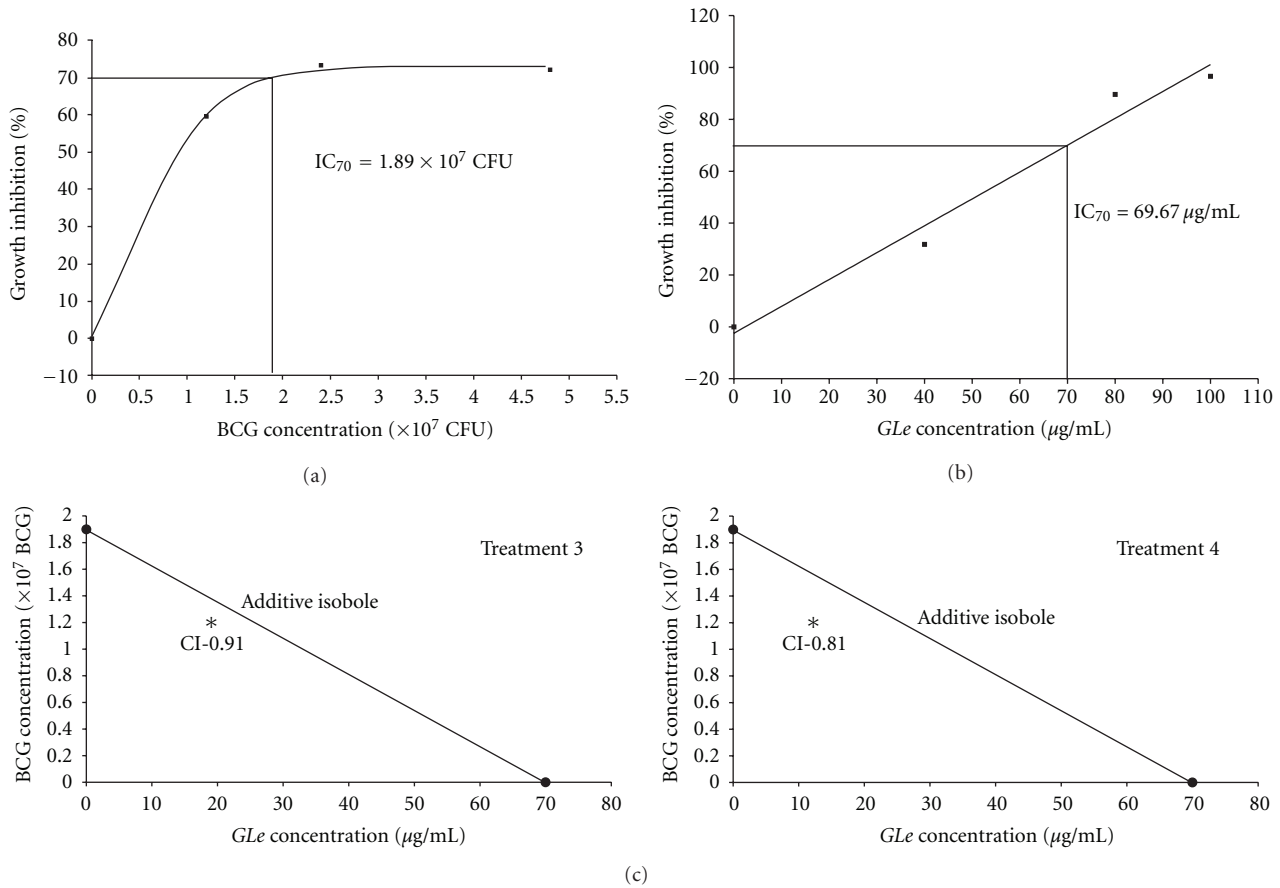 80
70
60
50
40
30
20
10
0
−10
Growth inhibition (%)
IC₇₀ = 1.89 × 10⁷ CFU
0 0.5 1 1.5 2 2.5 3 3.5 4 4.5 5 5.5
BCG concentration (×10⁷ CFU)
(a)
120
100
80
60
40
20
0
−20
Growth inhibition (%)
IC₇₀ = 69.67 μg/mL
0 10 20 30 40 50 60 70 80 90 100 110
GLe concentration (μg/mL)
(b)
2
1.8
1.6
1.4
1.2
1
0.8
0.6
0.4
0.2
0
BCG concentration (×10⁷ BCG)
Treatment 3
Additive isobole
*
CI-0.91
0 10 20 30 40 50 60 70 80
GLe concentration (μg/mL)
2
1.8
1.6
1.4
1.2
1
0.8
0.6
0.4
0.2
0
BCG concentration (×10⁷ BCG)
Treatment 4
Additive isobole
*
CI-0.81
0 10 20 30 40 50 60 70 80
GLe concentration (μg/mL)
(c)